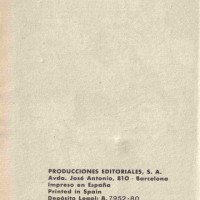 PRODUCCIONES EDITORIALES, S. A.
Avda. José Antonio, 810 - Barcelona
Impreso en España
Printed in Spain
Depósito Legal: B. 7952-80